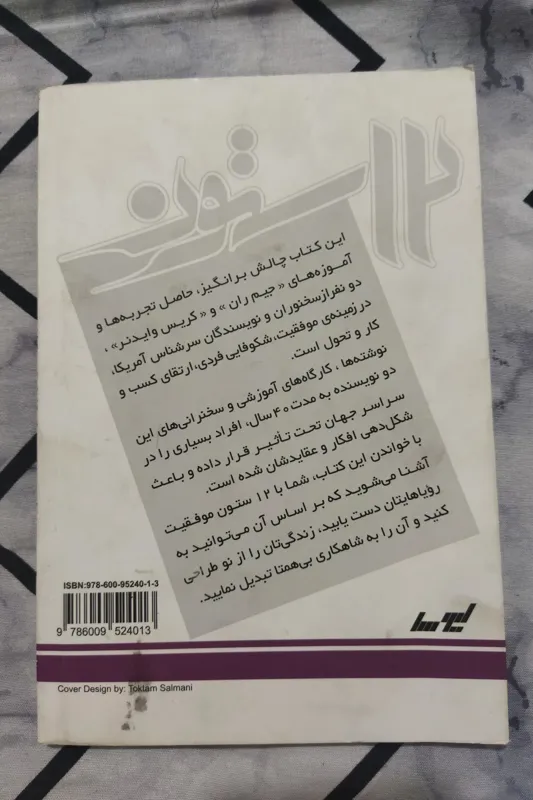 ۱۲ ستون
این کتاب چالش برانگیز، حاصل تجربه‌ها و
آموزه‌های «جیم ران» و «کریس وایدنر»،
دو نفر از سخنوران و نویسندگان سرشناس آمریکا،
در زمینه‌ی موفقیت، شکوفایی فردی، ارتقای کسب و
کار و تحول است.
نوشته‌ها، کارگاه‌های آموزشی و سخنرانی‌های این
دو نویسنده به مدت ۴۰ سال، افراد بسیاری را در
سراسر جهان تحت تأثیر قرار داده و باعث
شکل‌دهی افکار و عقایدشان شده است.
با خواندن این کتاب، شما با ۱۲ ستون موفقیت
آشنا می‌شوید که بر اساس آن می‌توانید به
رویاهایتان دست یابید، زندگی‌تان را از نو طراحی
کنید و آن را به شاهکاری بی‌همتا تبدیل نمایید.
ISBN:978-600-95240-1-3
9 786009 524013
Cover Design by: Toktam Salmani